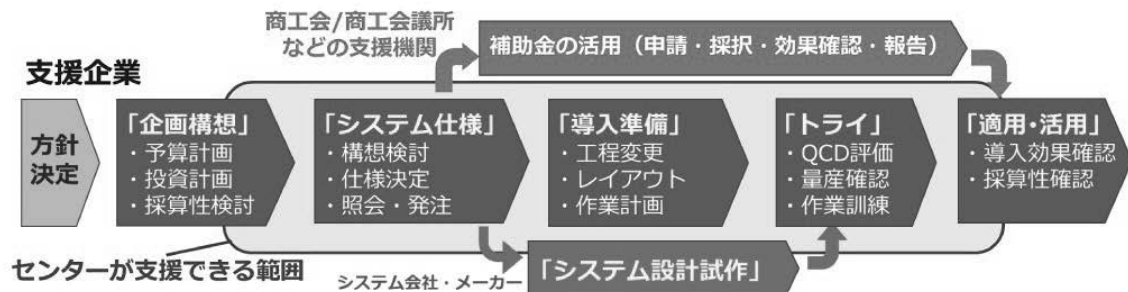 商工会/商工会議所
などの支援機関
補助金の活用（申請・採択・効果確認・報告）
支援企業
方針
決定
「企画構想」
・予算計画
・投資計画
・採算性検討
「システム仕様」
・構想検討
・仕様決定
・照会・発注
「導入準備」
・工程変更
・レイアウト
・作業計画
「トライ」
・QCD評価
・量産確認
・作業訓練
「適用・活用」
・導入効果確認
・採算性確認
センターが支援できる範囲
システム会社・メーカー
「システム設計試作」